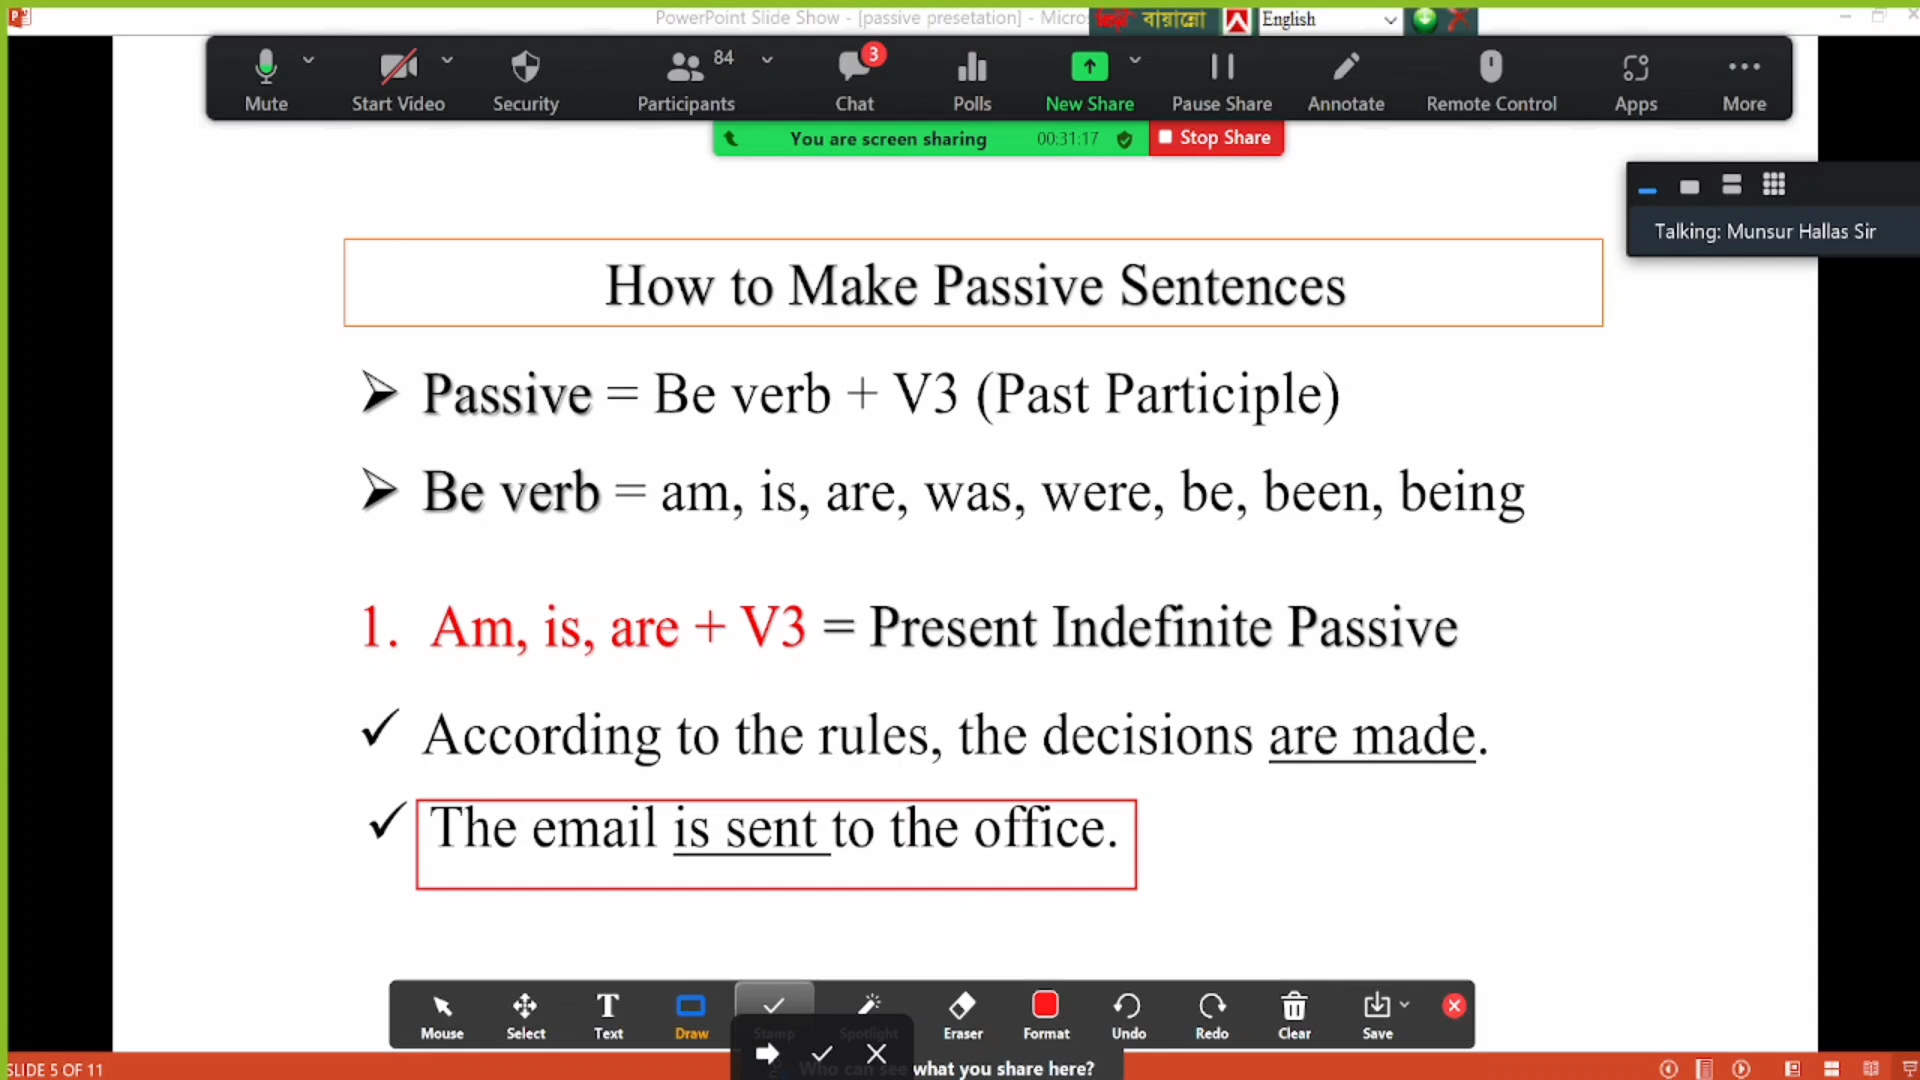 PowerPoint Slide Show - [passive presetation] - Micro
বায়ান্নো
English
Mute
Start Video
Security
84
Participants
3
Chat
Polls
New Share
Pause Share
Annotate
Remote Control
Apps
More
You are screen sharing
00:31:17
Stop Share
Talking: Munsur Hallas Sir
How to Make Passive Sentences
➢ Passive = Be verb + V3 (Past Participle)
➢ Be verb = am, is, are, was, were, be, been, being
1. Am, is, are + V3 = Present Indefinite Passive
✓ According to the rules, the decisions are made.
✓ The email is sent to the office.
Mouse
Select
Text
Draw
Stamp
Spotlight
Eraser
Format
Undo
Redo
Clear
Save
Who can see what you share here?
SLIDE 5 OF 11